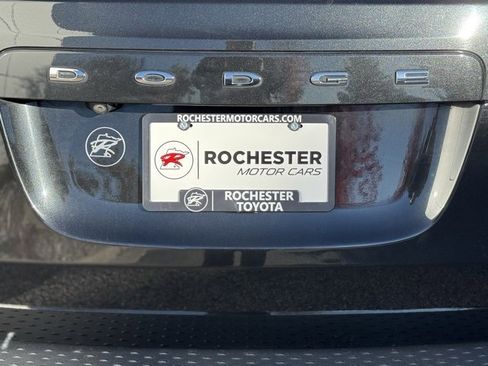 DODGE
ROCHESTERMOTORCARS.COM
R ROCHESTER
MOTOR CARS
ROCHESTER
TOYOTA